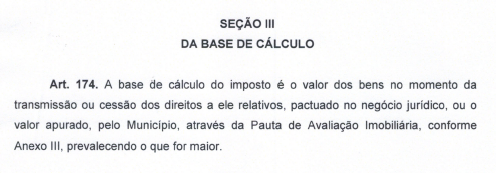 SEÇÃO III
DA BASE DE CÁLCULO
Art. 174. A base de cálculo do imposto é o valor dos bens no momento da
transmissão ou cessão dos direitos a ele relativos, pactuado no negócio jurídico, ou o
valor apurado, pelo Município, através da Pauta de Avaliação Imobiliária, conforme
Anexo III, prevalecendo o que for maior.